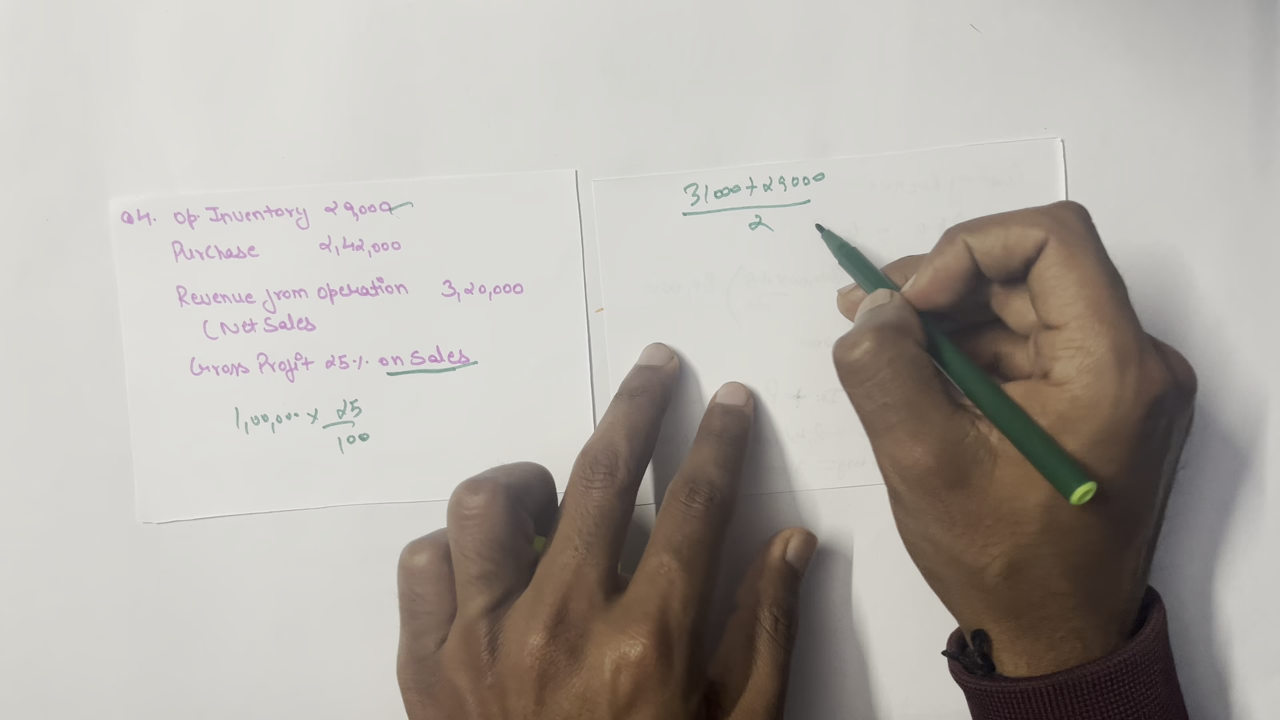 Q4. Op Inventory 29,000
Purchase 2,42,000
Revenue from operation 3,20,000
(Net Sales
Gross Profit 25% on Sales
1,00,000 × 25
100
31000 + 29000
2